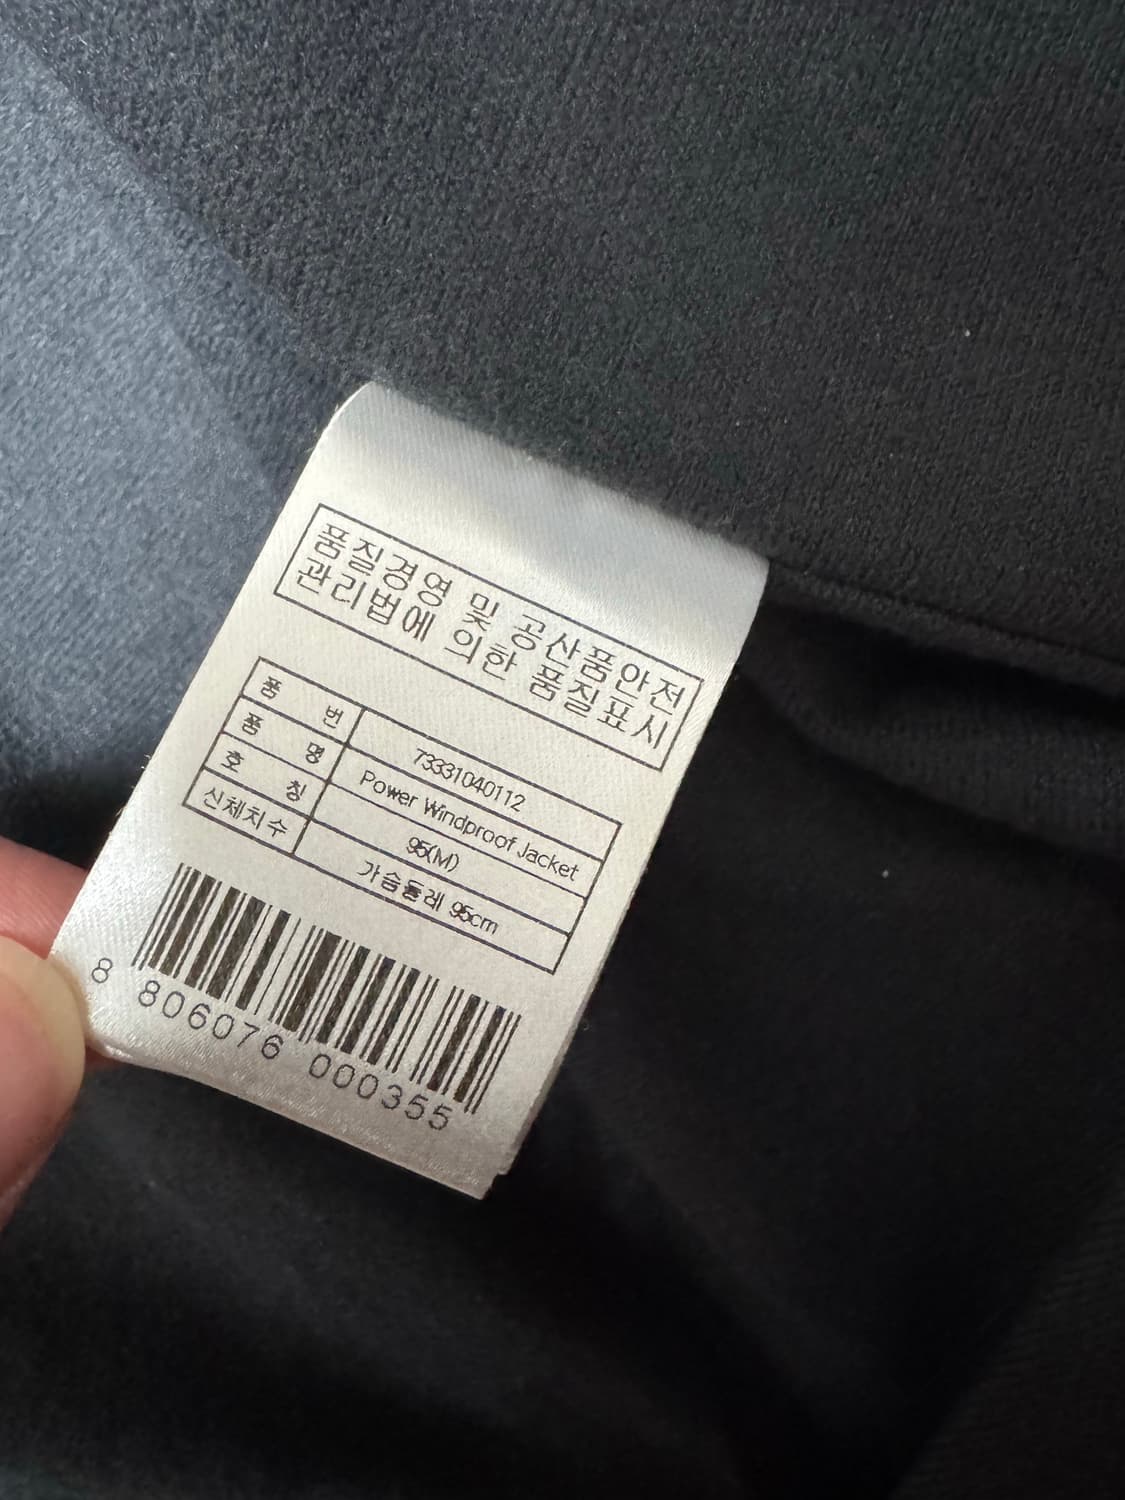 품질경영 및 공산품안전
관리법에 의한 품질표시
품 번 73331040112
품 명 Power Windproof Jacket
호 칭 95(M)
신체치수 가슴둘레 95cm
8 806076 000355